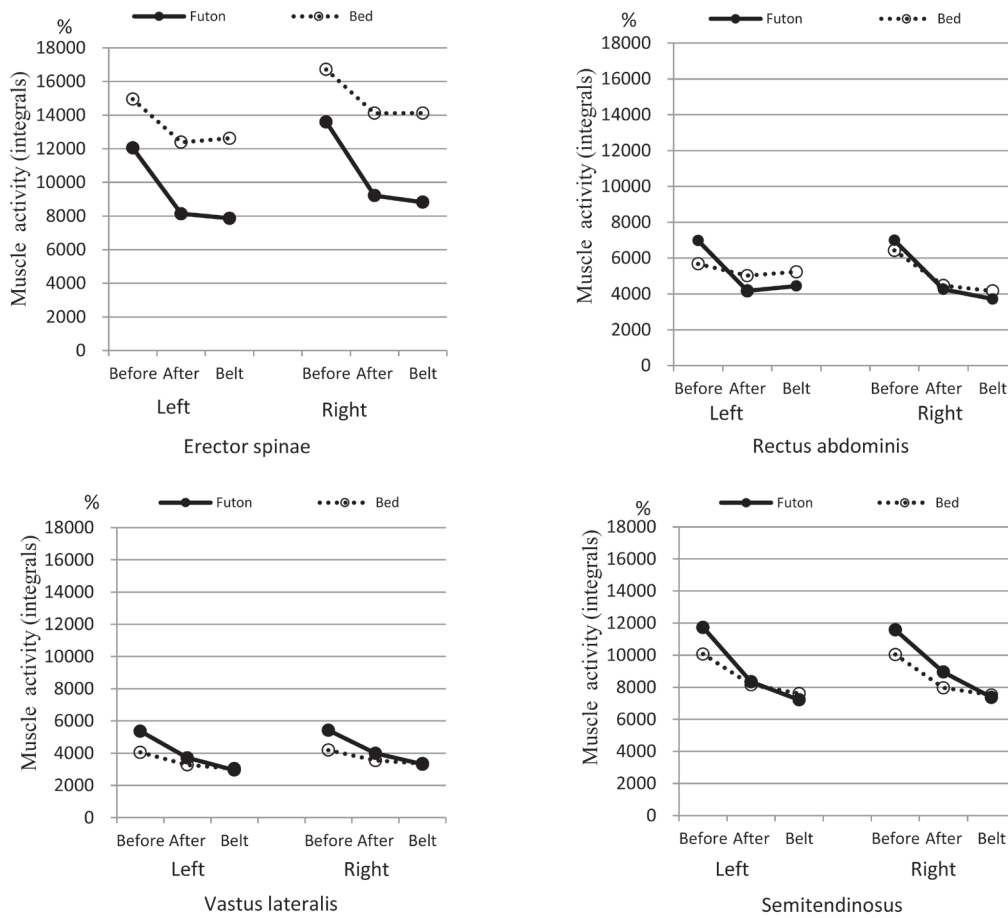 Futon Bed
%
Muscle activity (integrals)
18000
16000
14000
12000
10000
8000
6000
4000
2000
0
Before After Belt Before After Belt
Left Right
Erector spinae
Futon Bed
%
Muscle activity (integrals)
18000
16000
14000
12000
10000
8000
6000
4000
2000
0
Before After Belt Before After Belt
Left Right
Rectus abdominis
Futon Bed
%
Muscle activity (integrals)
18000
16000
14000
12000
10000
8000
6000
4000
2000
0
Before After Belt Before After Belt
Left Right
Vastus lateralis
Futon Bed
%
Muscle activity (integrals)
18000
16000
14000
12000
10000
8000
6000
4000
2000
0
Before After Belt Before After Belt
Left Right
Semitendinosus